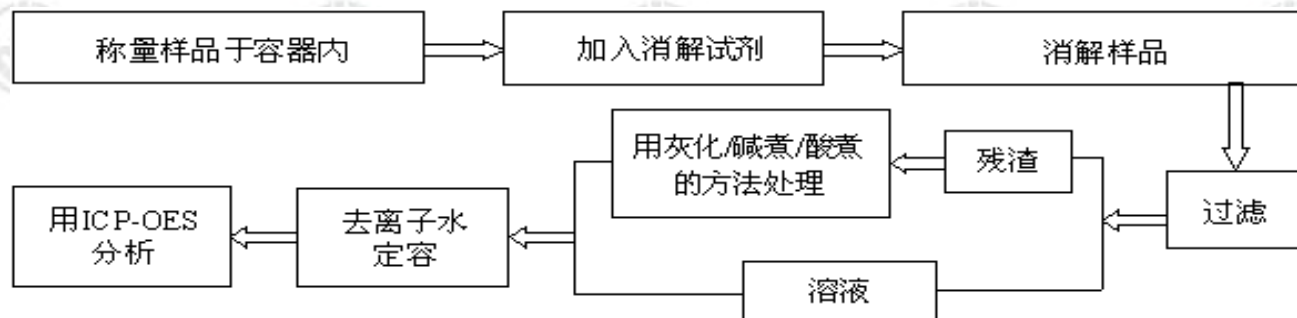 称量样品于容器内
加入消解试剂
消解样品
过滤
残渣
用灰化/碱煮/酸煮
的方法处理
溶液
去离子水
定容
用ICP-OES
分析